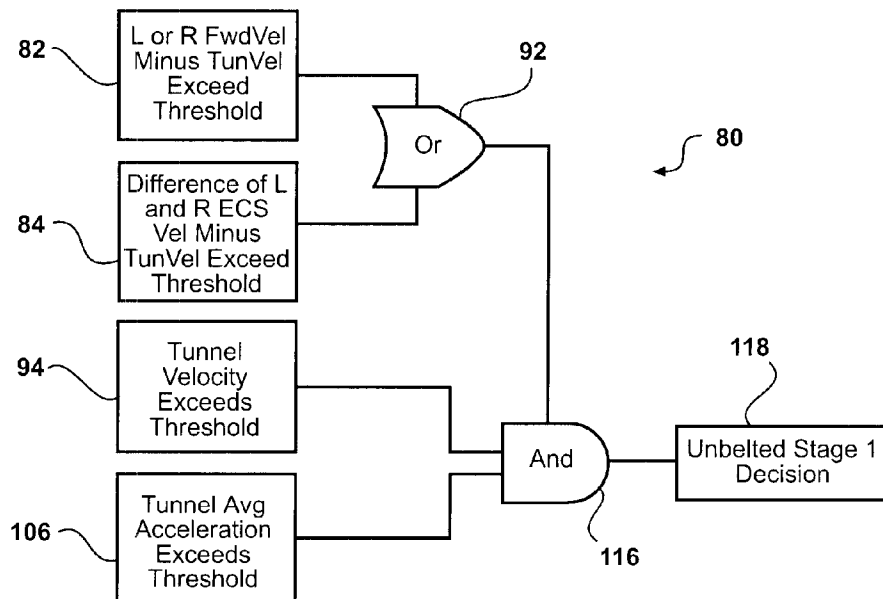 82
L or R FwdVel
Minus TunVel
Exceed
Threshold
92
Or
80
84
Difference of L
and R ECS
Vel Minus
TunVel Exceed
Threshold
94
Tunnel
Velocity
Exceeds
Threshold
118
And
Unbelted Stage 1
Decision
106
Tunnel Avg
Acceleration
Exceeds
Threshold
116